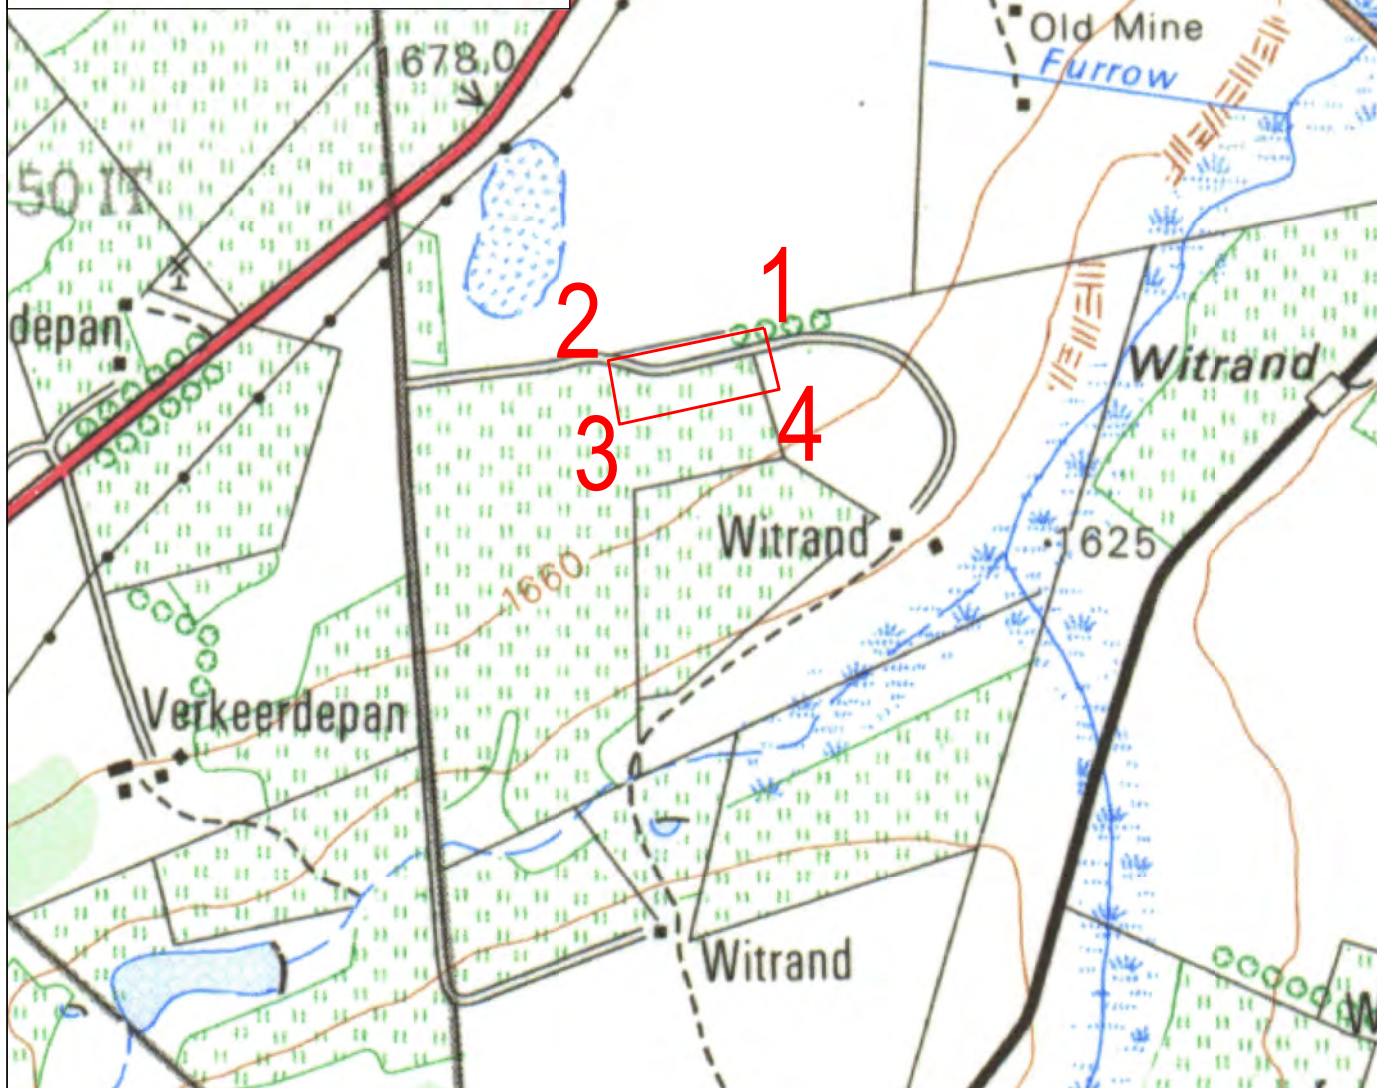 Old Mine
Furrow
1678,0
50 IT
1
2
depan
Witrand
3
4
Witrand
1625
1660
Verkeerdepan
Witrand
W